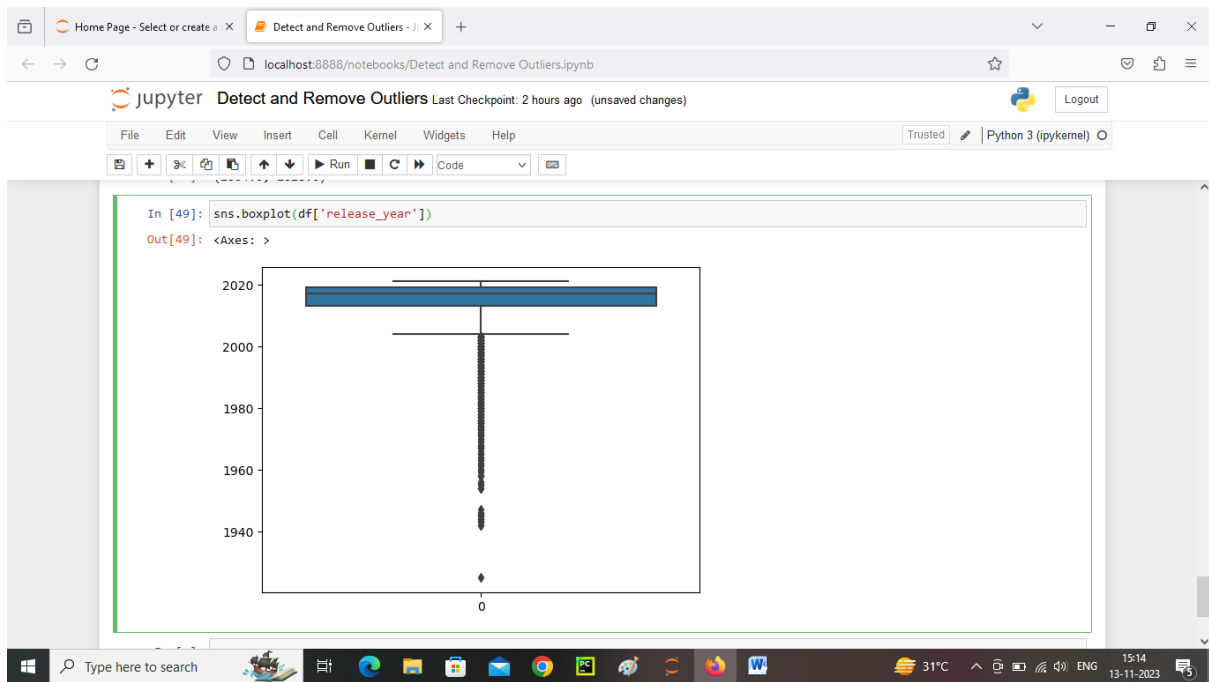 Home Page - Select or create a
Detect and Remove Outliers - Ju
localhost:8888/notebooks/Detect and Remove Outliers.ipynb
jupyter Detect and Remove Outliers Last Checkpoint: 2 hours ago (unsaved changes)
Logout
File Edit View Insert Cell Kernel Widgets Help
Trusted Python 3 (ipykernel)
Run Code
In [49]: sns.boxplot(df['release_year'])
Out[49]: <Axes: >
2020
2000
1980
1960
1940
0
Type here to search
PC
W
31°C ENG
15:14
13-11-2023
5